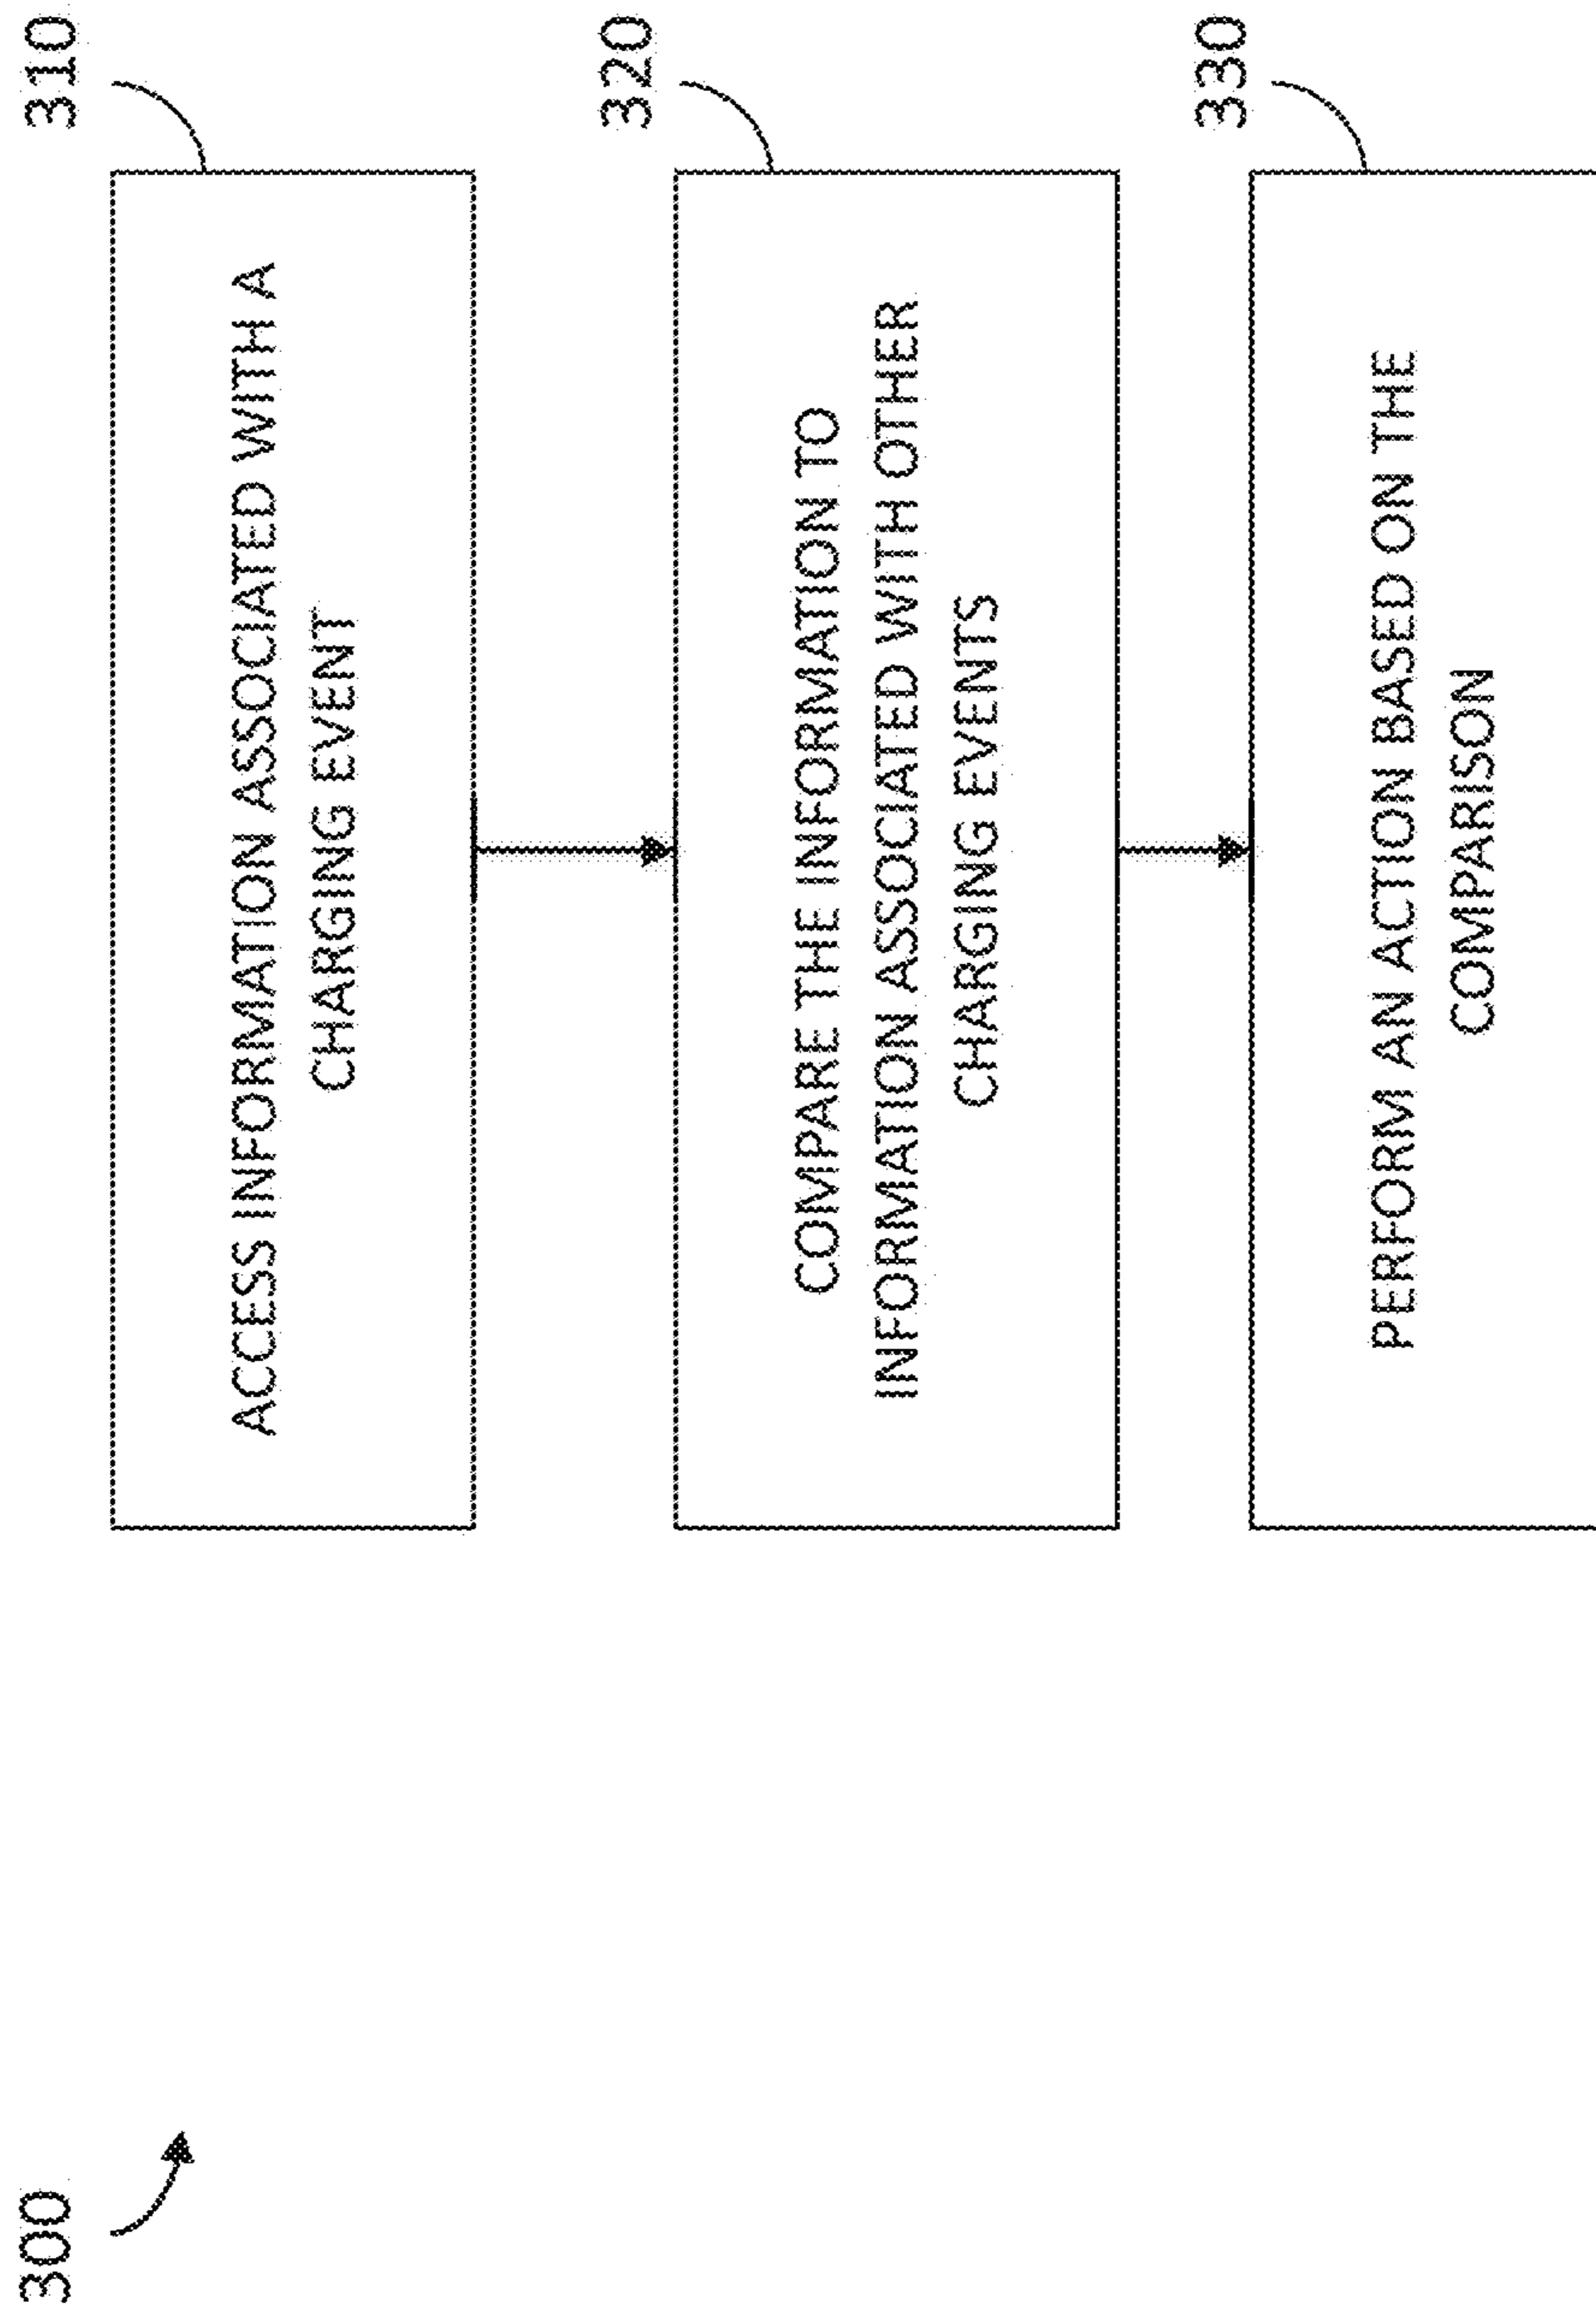 300
310
ACCESS INFORMATION ASSOCIATED WITH A
CHARGING EVENT
320
COMPARE THE INFORMATION TO
INFORMATION ASSOCIATED WITH OTHER
CHARGING EVENTS
330
PERFORM AN ACTION BASED ON THE
COMPARISON